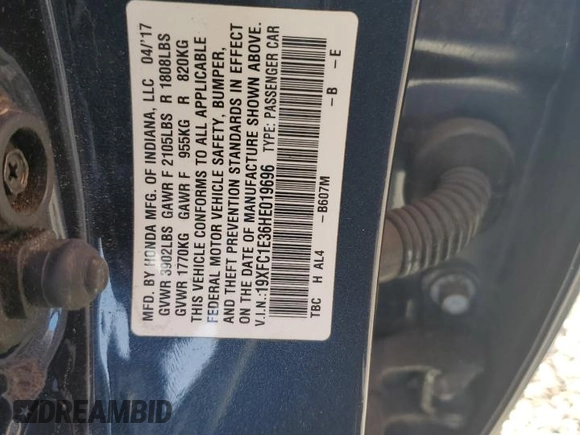 MFD. BY HONDA MFG. OF INDIANA, LLC 04/'17
GVWR 3902LBS GAWR F 2105LBS R 1808LBS
GVWR 1770KG GAWR F 955KG R 820KG
THIS VEHICLE CONFORMS TO ALL APPLICABLE
FEDERAL MOTOR VEHICLE SAFETY, BUMPER,
AND THEFT PREVENTION STANDARDS IN EFFECT
ON THE DATE OF MANUFACTURE SHOWN ABOVE.
V.I.N.:19XFC1E36HE019696 TYPE: PASSENGER CAR
-B607M -B -E
TBC H AL4
DREAMBID